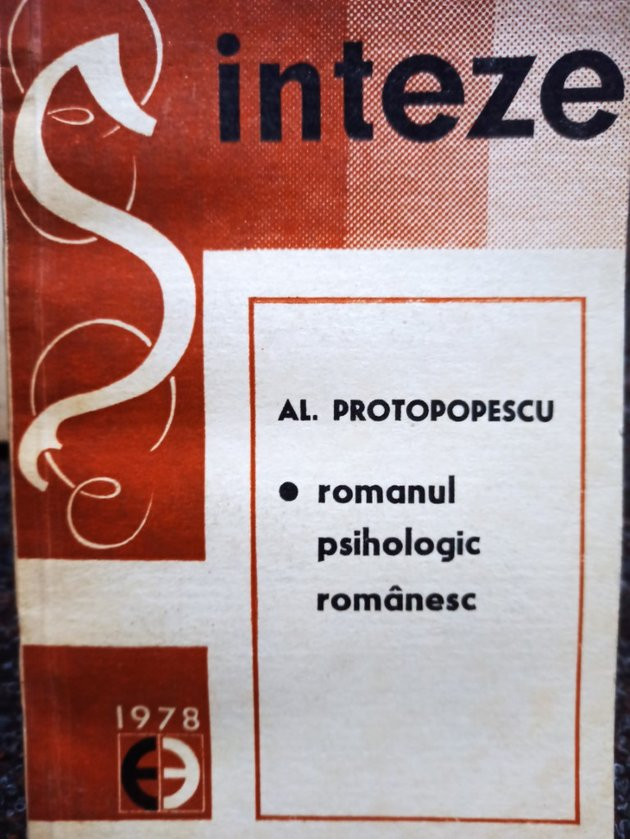 Sinteze
AL. PROTOPOPESCU
● romanul
psihologic
românesc
1978